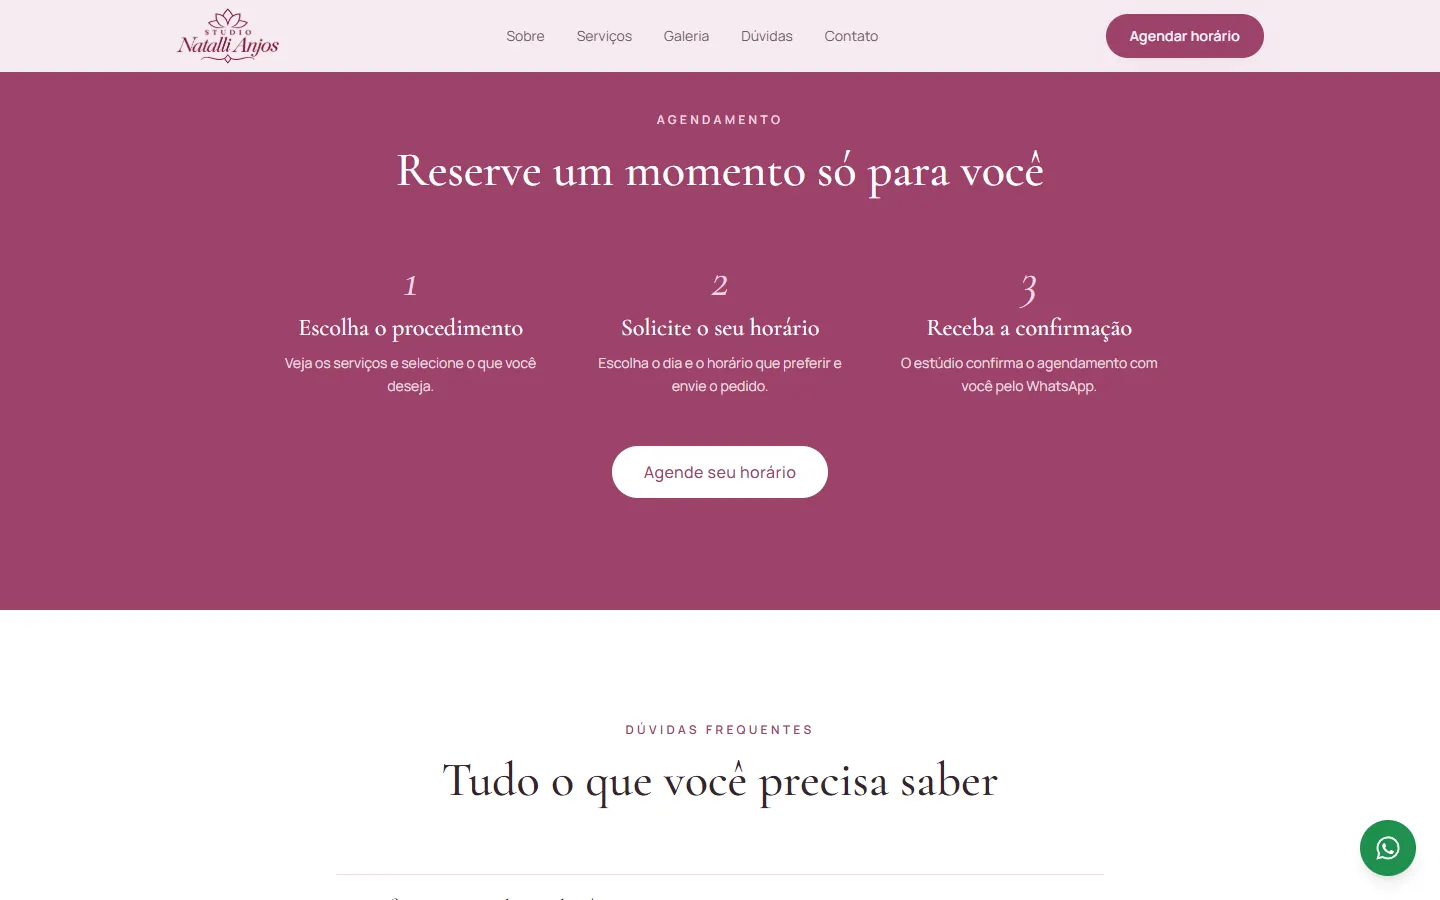 STUDIO
Natalli Anjos
Sobre
Serviços
Galeria
Dúvidas
Contato
Agendar horário
AGENDAMENTO
Reserve um momento só para você
1
Escolha o procedimento
Veja os serviços e selecione o que você
deseja.
2
Solicite o seu horário
Escolha o dia e o horário que preferir e
envie o pedido.
3
Receba a confirmação
O estúdio confirma o agendamento com
você pelo WhatsApp.
Agende seu horário
DÚVIDAS FREQUENTES
Tudo o que você precisa saber